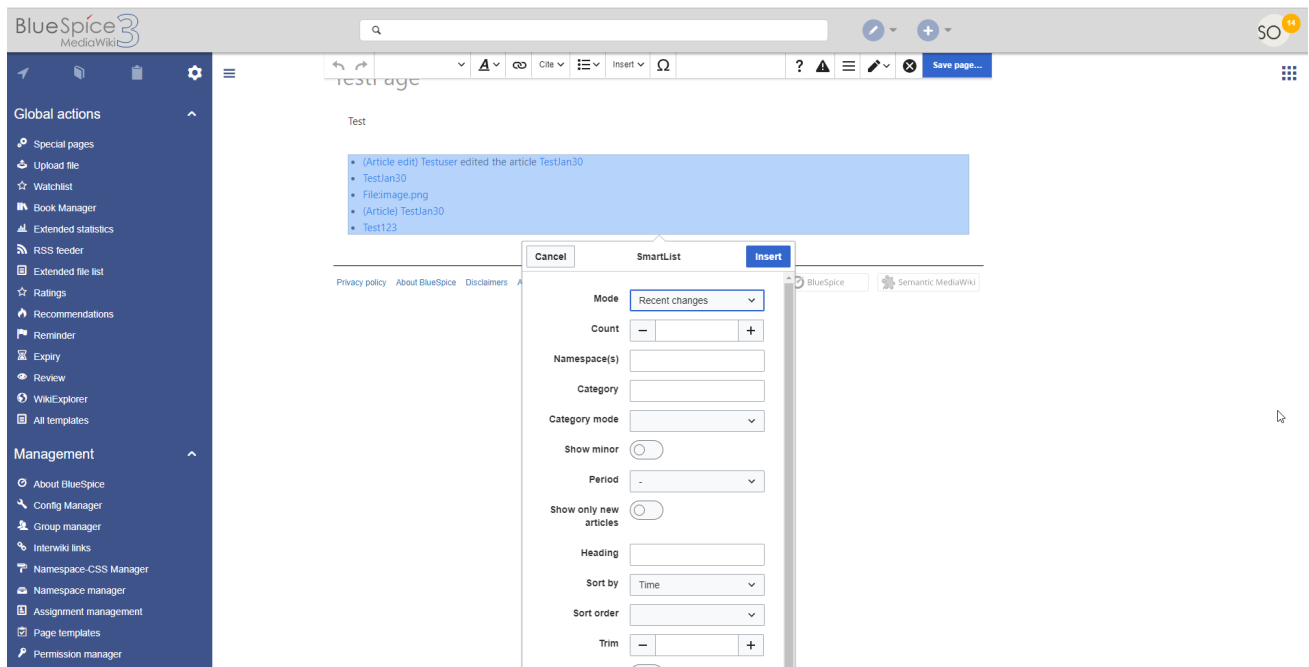 BlueSpice 3
MediaWiki
SO 14
Cite Insert Ω ? Save page...
TestPage
Test
(Article edit) Testuser edited the article TestJan30
TestJan30
File:image.png
(Article) TestJan30
Test123
Cancel SmartList Insert
Privacy policy About BlueSpice Disclaimers A
BlueSpice Semantic MediaWiki
Mode Recent changes
Count
Namespace(s)
Category
Category mode
Show minor
Period -
Show only new
articles
Heading
Sort by Time
Sort order
Trim
Global actions
Special pages
Upload file
Watchlist
Book Manager
Extended statistics
RSS feeder
Extended file list
Ratings
Recommendations
Reminder
Expiry
Review
WikiExplorer
All templates
Management
About BlueSpice
Config Manager
Group manager
Interwiki links
Namespace-CSS Manager
Namespace manager
Assignment management
Page templates
Permission manager